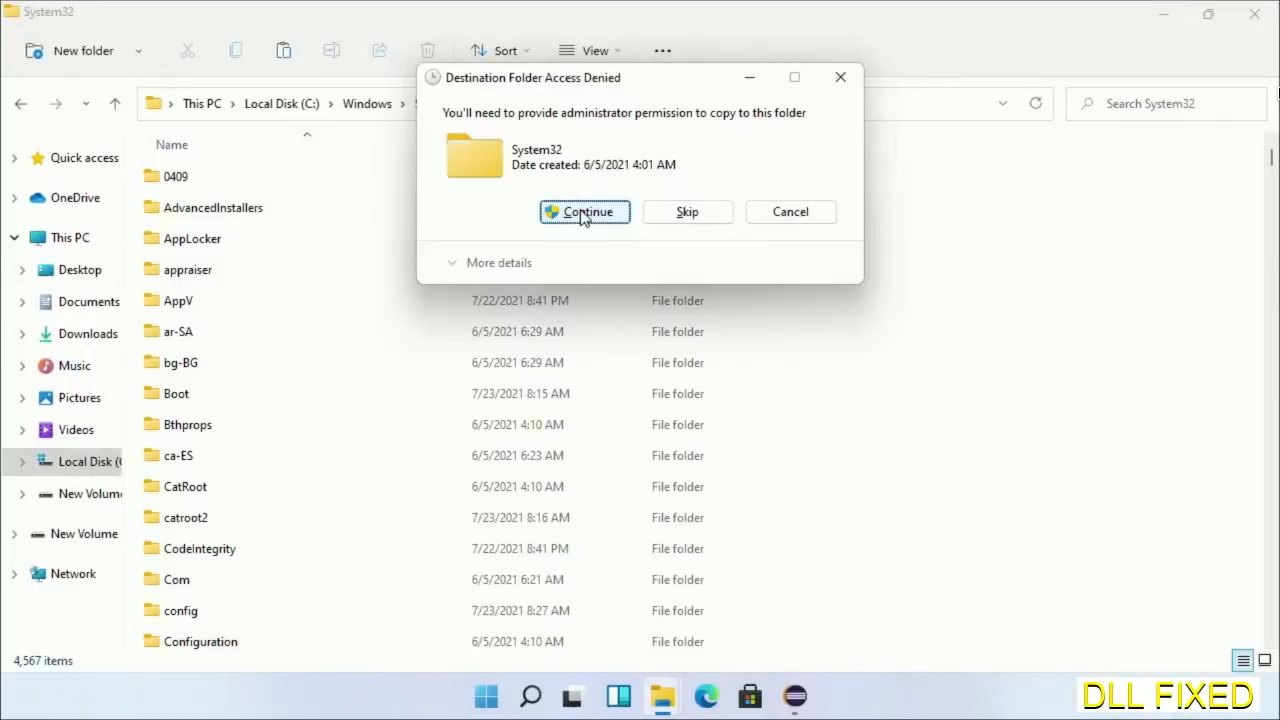 System32
New folder
Sort
View
This PC
Local Disk (C:)
Windows
Search System32
Destination Folder Access Denied
You'll need to provide administrator permission to copy to this folder
System32
Date created: 6/5/2021 4:01 AM
Continue
Skip
Cancel
More details
Quick access
OneDrive
This PC
Desktop
Documents
Downloads
Music
Pictures
Videos
Local Disk (
New Volum
New Volume
Network
Name
0409
AdvancedInstallers
AppLocker
appraiser
AppV 7/22/2021 8:41 PM File folder
ar-SA 6/5/2021 6:29 AM File folder
bg-BG 6/5/2021 6:29 AM File folder
Boot 7/23/2021 8:15 AM File folder
Bthprops 6/5/2021 4:10 AM File folder
ca-ES 6/5/2021 6:23 AM File folder
CatRoot 6/5/2021 4:10 AM File folder
catroot2 7/23/2021 8:16 AM File folder
CodeIntegrity 7/22/2021 8:41 PM File folder
Com 6/5/2021 6:21 AM File folder
config 7/23/2021 8:27 AM File folder
Configuration 6/5/2021 4:10 AM File folder
4,567 items
DLL FIXED